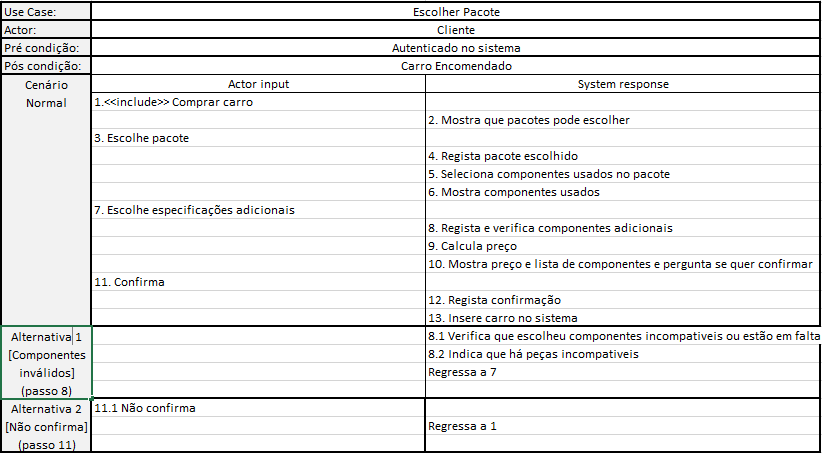 Use Case: Escolher Pacote
Actor: Cliente
Pré condição: Autenticado no sistema
Pós condição: Carro Encomendado
Cenário Normal
Actor input System response
1.<<include>> Comprar carro
2. Mostra que pacotes pode escolher
3. Escolhe pacote
4. Regista pacote escolhido
5. Seleciona componentes usados no pacote
6. Mostra componentes usados
7. Escolhe especificações adicionais
8. Regista e verifica componentes adicionais
9. Calcula preço
10. Mostra preço e lista de componentes e pergunta se quer confirmar
11. Confirma
12. Regista confirmação
13. Insere carro no sistema
Alternativa 1
[Componentes
inválidos]
(passo 8)
8.1 Verifica que escolheu componentes incompativeis ou estão em falta
8.2 Indica que há peças incompativeis
Regressa a 7
Alternativa 2
[Não confirma]
(passo 11)
11.1 Não confirma
Regressa a 1